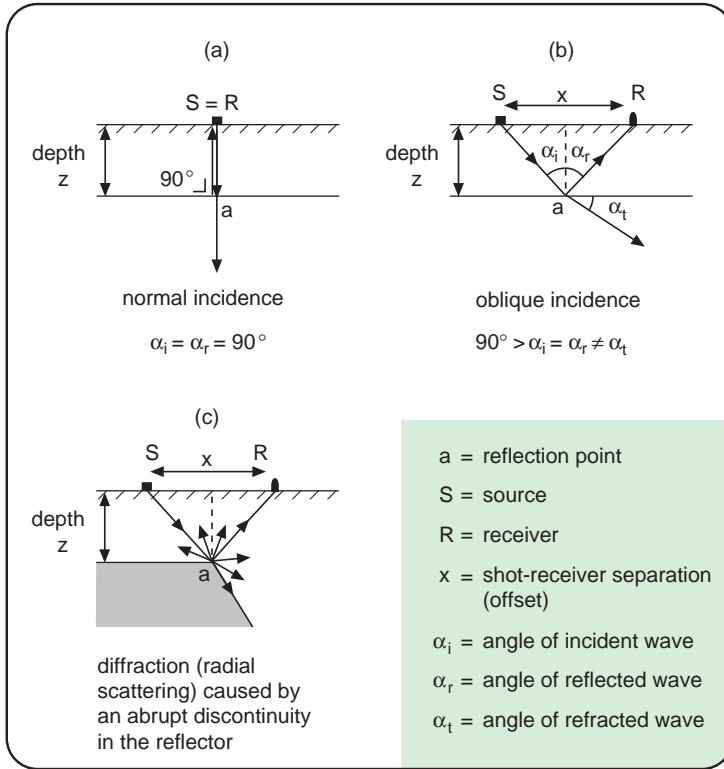 (a)
S = R
depth
z
90°
a
normal incidence
αi = αr = 90°
(b)
S
x
R
depth
z
αi
αr
a
αt
oblique incidence
90° > αi = αr ≠ αt
(c)
S
x
R
depth
z
a
diffraction (radial
scattering) caused by
an abrupt discontinuity
in the reflector
a = reflection point
S = source
R = receiver
x = shot-receiver separation
(offset)
αi = angle of incident wave
αr = angle of reflected wave
αt = angle of refracted wave